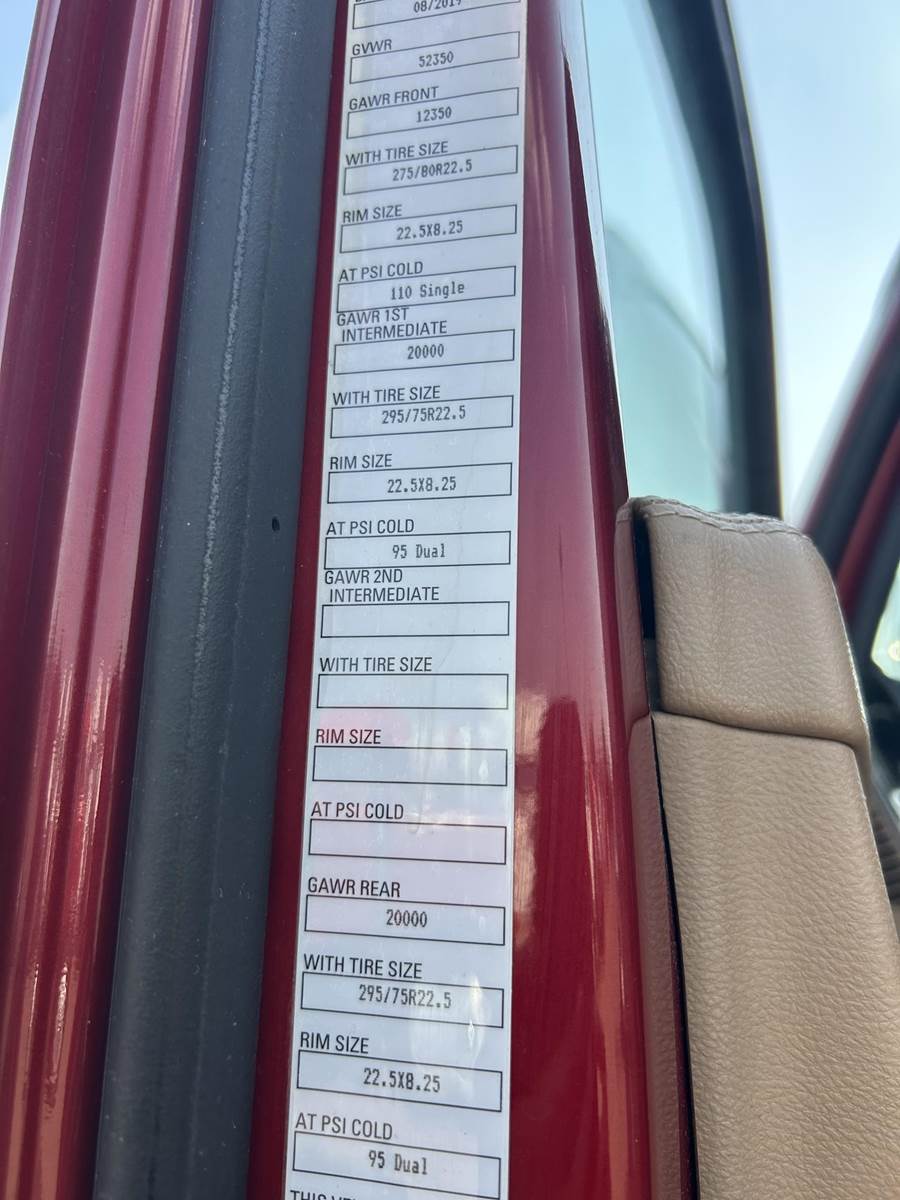 08/2019
GVWR
52350
GAWR FRONT
12350
WITH TIRE SIZE
275/80R22.5
RIM SIZE
22.5X8.25
AT PSI COLD
110 Single
GAWR 1ST
INTERMEDIATE
20000
WITH TIRE SIZE
295/75R22.5
RIM SIZE
22.5X8.25
AT PSI COLD
95 Dual
GAWR 2ND
INTERMEDIATE
WITH TIRE SIZE
RIM SIZE
AT PSI COLD
GAWR REAR
20000
WITH TIRE SIZE
295/75R22.5
RIM SIZE
22.5X8.25
AT PSI COLD
95 Dual